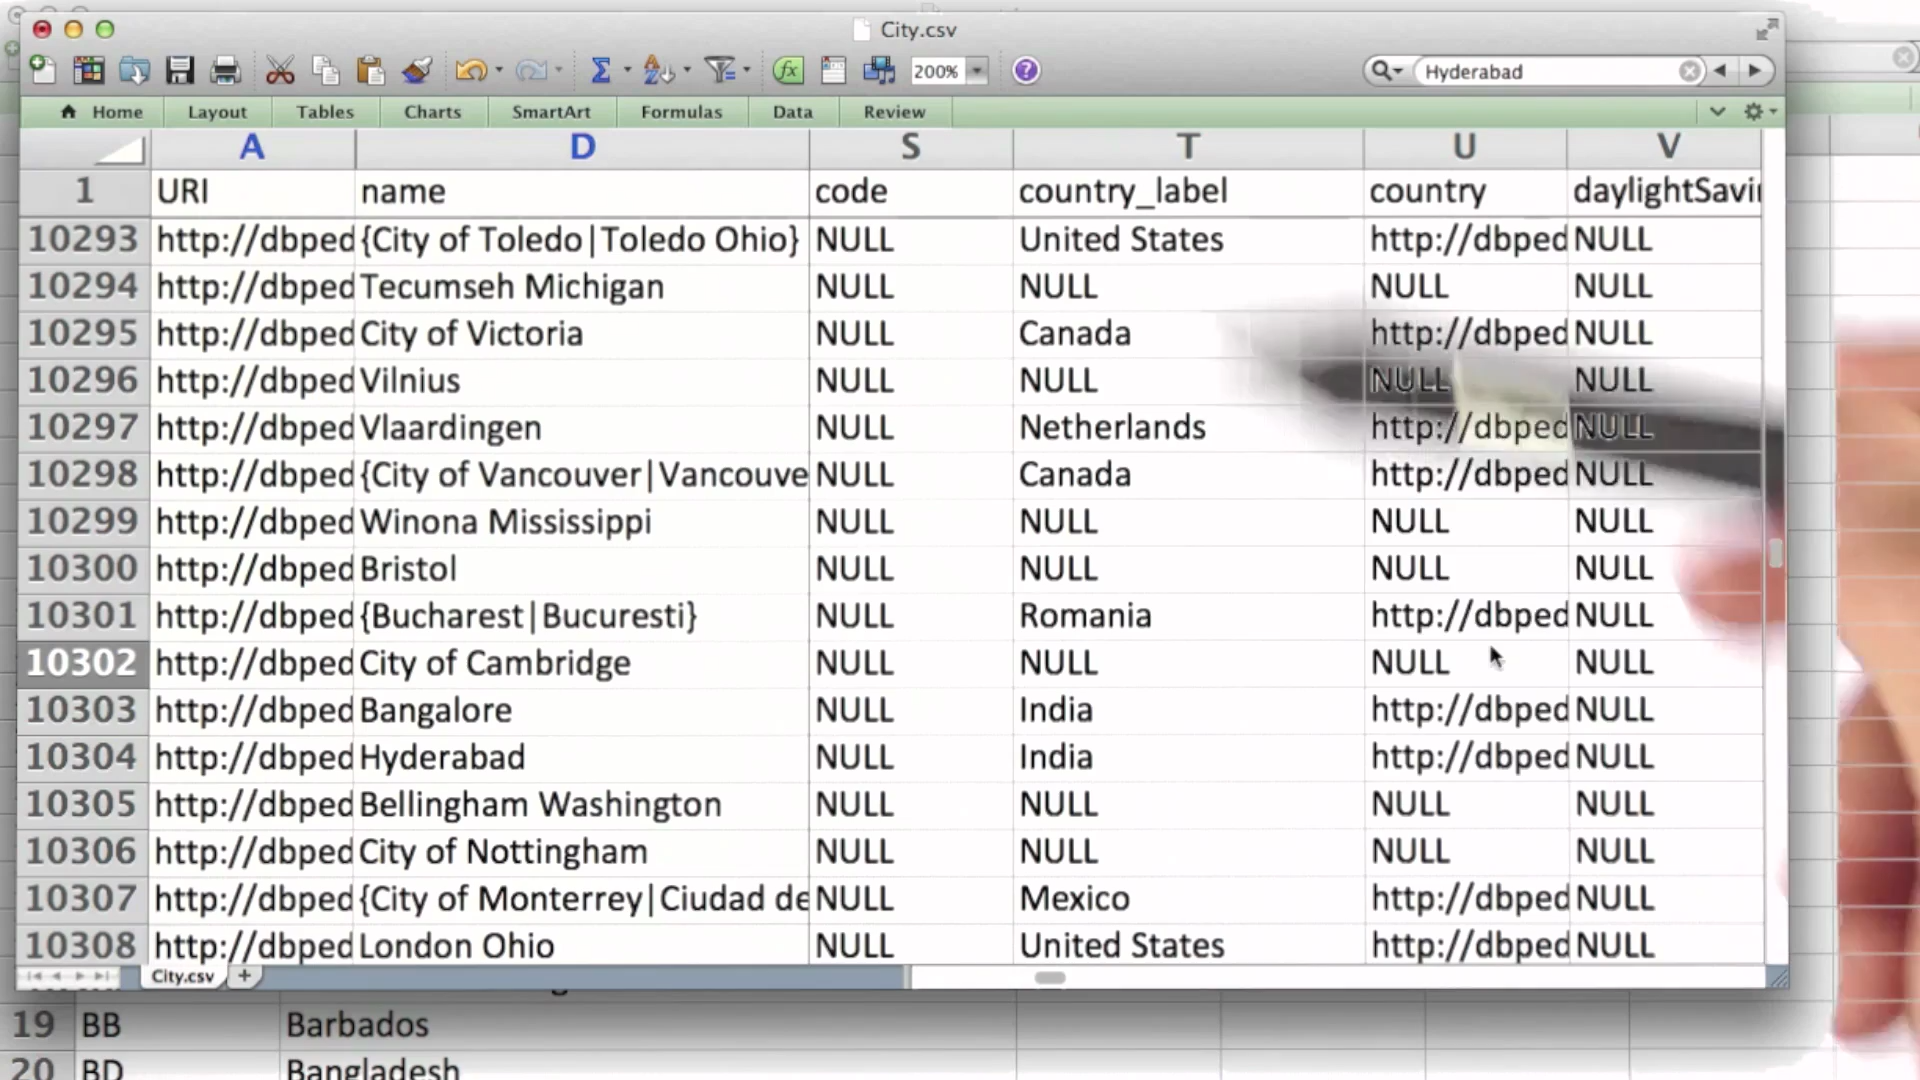 City.csv
200% Hyderabad
Home Layout Tables Charts SmartArt Formulas Data Review
A D S T U V
1 URI name code country_label country daylightSavi
10293 http://dbped {City of Toledo|Toledo Ohio} NULL United States http://dbped NULL
10294 http://dbped Tecumseh Michigan NULL NULL NULL NULL
10295 http://dbped City of Victoria NULL Canada http://dbped NULL
10296 http://dbped Vilnius NULL NULL NULL NULL
10297 http://dbped Vlaardingen NULL Netherlands http://dbped NULL
10298 http://dbped {City of Vancouver|Vancouve NULL Canada http://dbped NULL
10299 http://dbped Winona Mississippi NULL NULL NULL NULL
10300 http://dbped Bristol NULL NULL NULL NULL
10301 http://dbped {Bucharest|Bucuresti} NULL Romania http://dbped NULL
10302 http://dbped City of Cambridge NULL NULL NULL NULL
10303 http://dbped Bangalore NULL India http://dbped NULL
10304 http://dbped Hyderabad NULL India http://dbped NULL
10305 http://dbped Bellingham Washington NULL NULL NULL NULL
10306 http://dbped City of Nottingham NULL NULL NULL NULL
10307 http://dbped {City of Monterrey|Ciudad de NULL Mexico http://dbped NULL
10308 http://dbped London Ohio NULL United States http://dbped NULL
City.csv
19 BB Barbados
20 BD Bangladesh